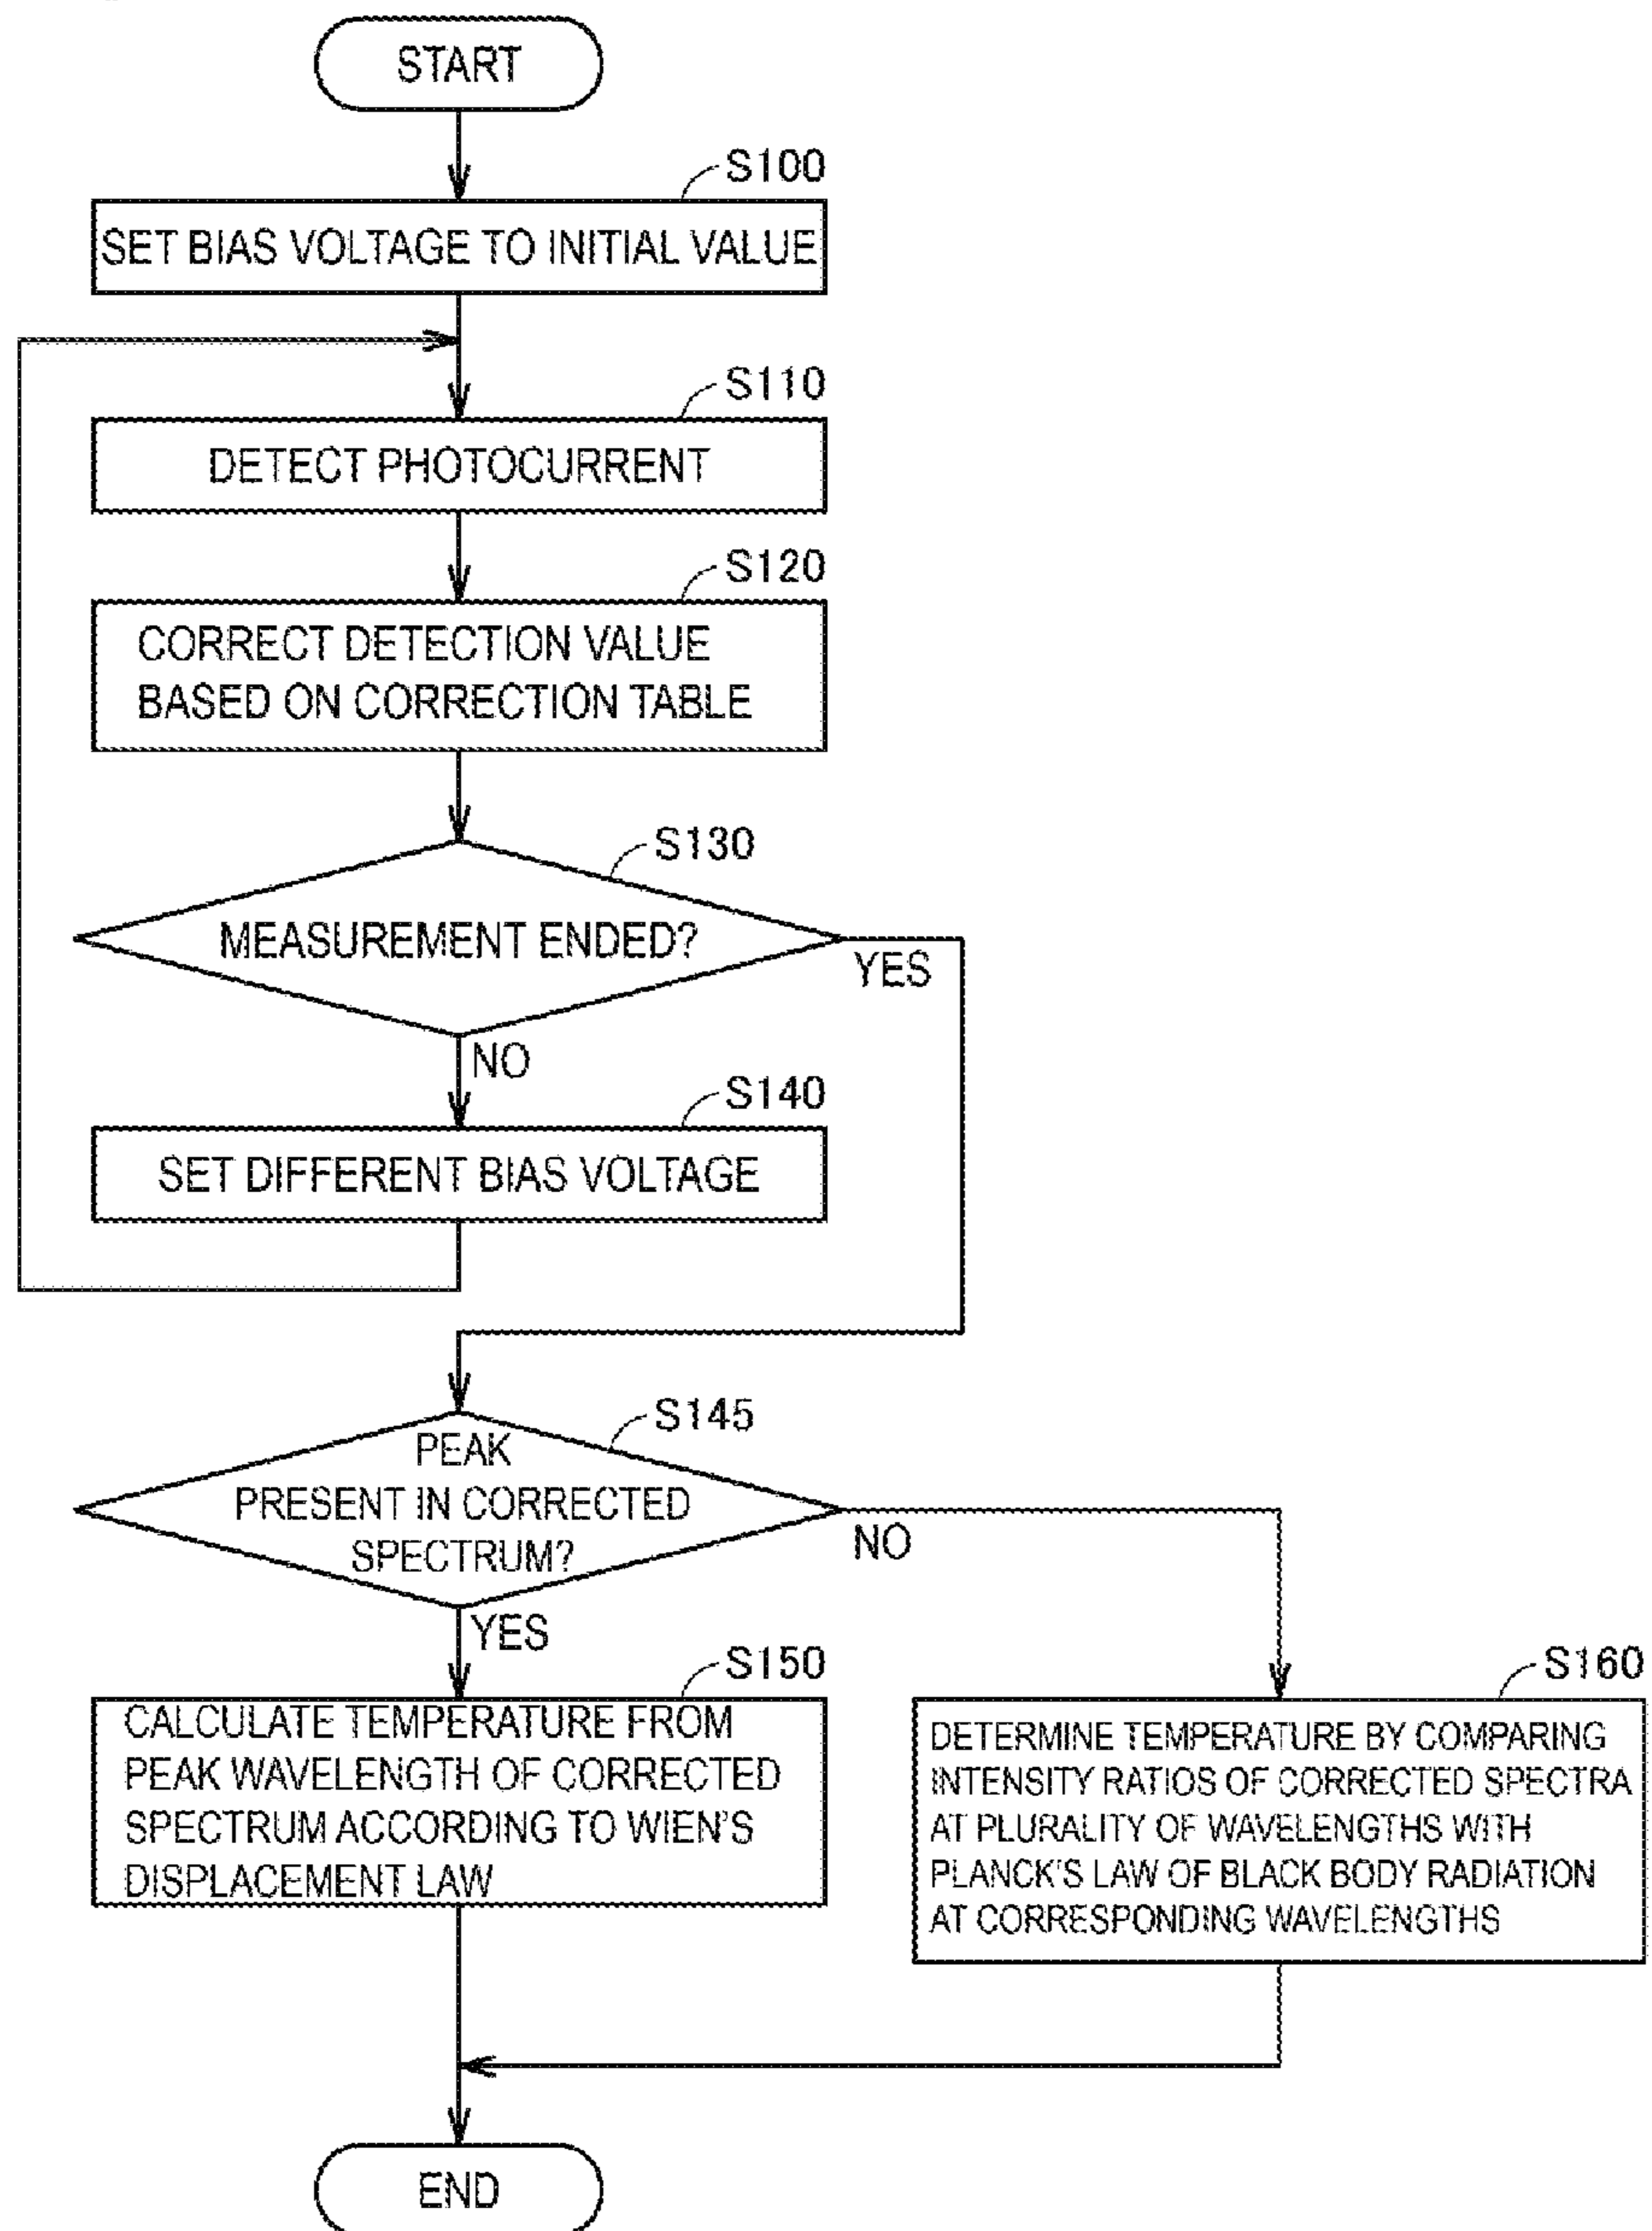 START
S100
SET BIAS VOLTAGE TO INITIAL VALUE
S110
DETECT PHOTOCURRENT
S120
CORRECT DETECTION VALUE
BASED ON CORRECTION TABLE
S130
MEASUREMENT ENDED?
YES
NO
S140
SET DIFFERENT BIAS VOLTAGE
S145
PEAK
PRESENT IN CORRECTED
SPECTRUM?
NO
YES
S150
CALCULATE TEMPERATURE FROM
PEAK WAVELENGTH OF CORRECTED
SPECTRUM ACCORDING TO WIEN'S
DISPLACEMENT LAW
S160
DETERMINE TEMPERATURE BY COMPARING
INTENSITY RATIOS OF CORRECTED SPECTRA
AT PLURALITY OF WAVELENGTHS WITH
PLANCK'S LAW OF BLACK BODY RADIATION
AT CORRESPONDING WAVELENGTHS
END